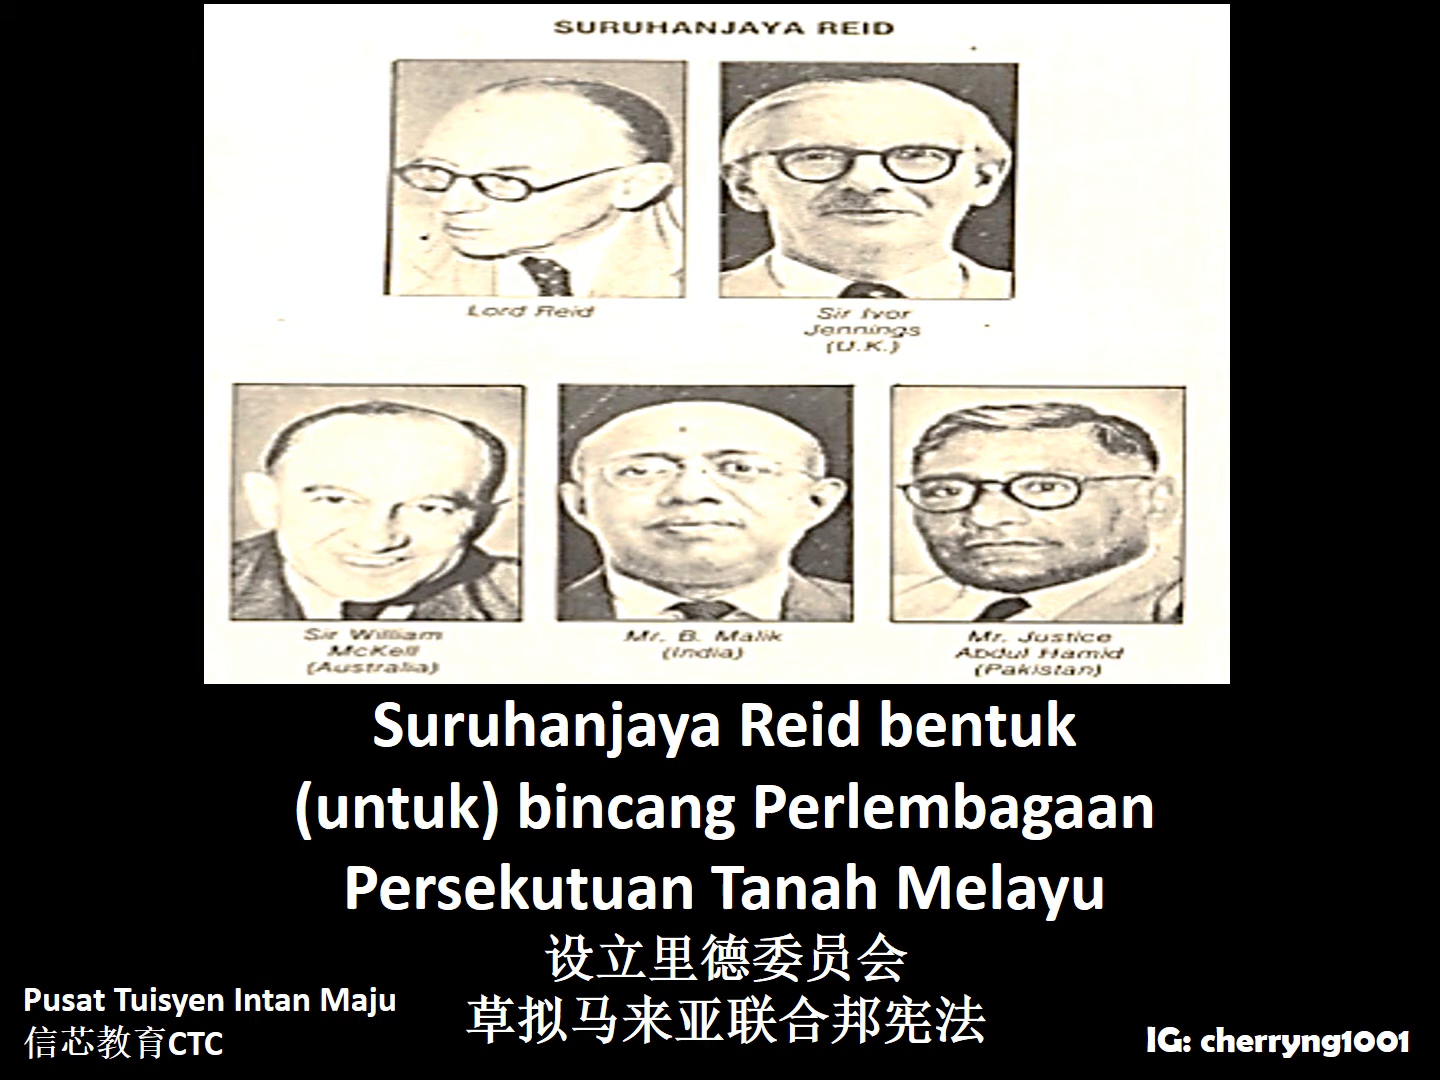 SURUHANJAYA REID
Lord Reid
Sir Ivor
Jennings
(U.K.)
Sir William
McKell
(Australia)
Mr. B. Malik
(India)
Mr. Justice
Abdul Hamid
(Pakistan)
Suruhanjaya Reid bentuk
(untuk) bincang Perlembagaan
Persekutuan Tanah Melayu
设立里德委员会
草拟马来亚联合邦宪法
Pusat Tuisyen Intan Maju
信芯教育CTC
IG: cherryng1001